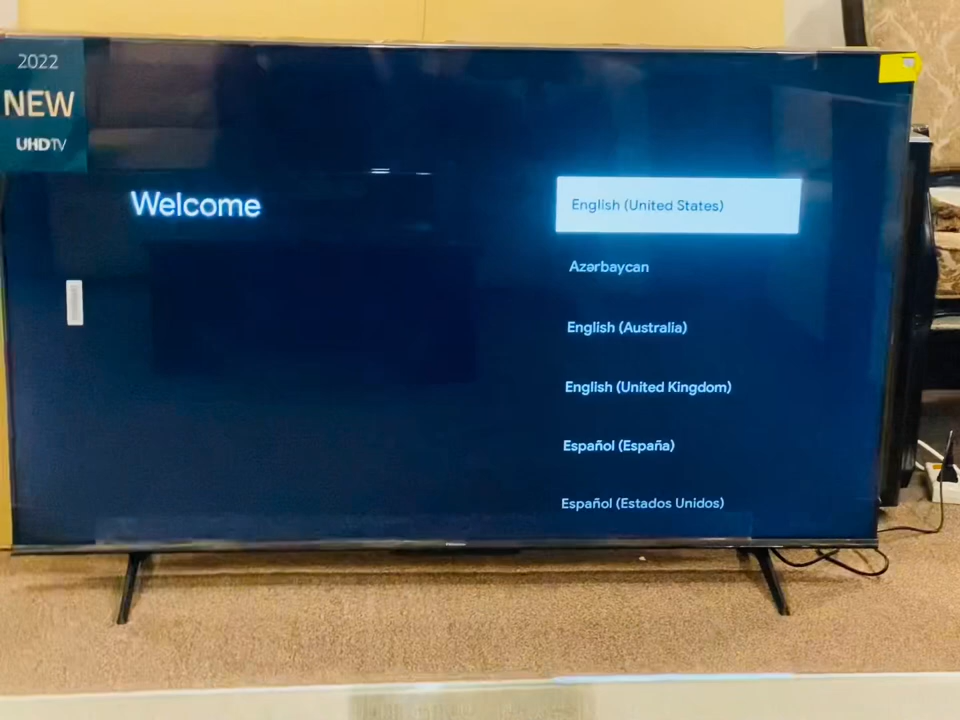 2022
NEW
UHDTV
Welcome
English (United States)
Azərbaycan
English (Australia)
English (United Kingdom)
Español (España)
Español (Estados Unidos)